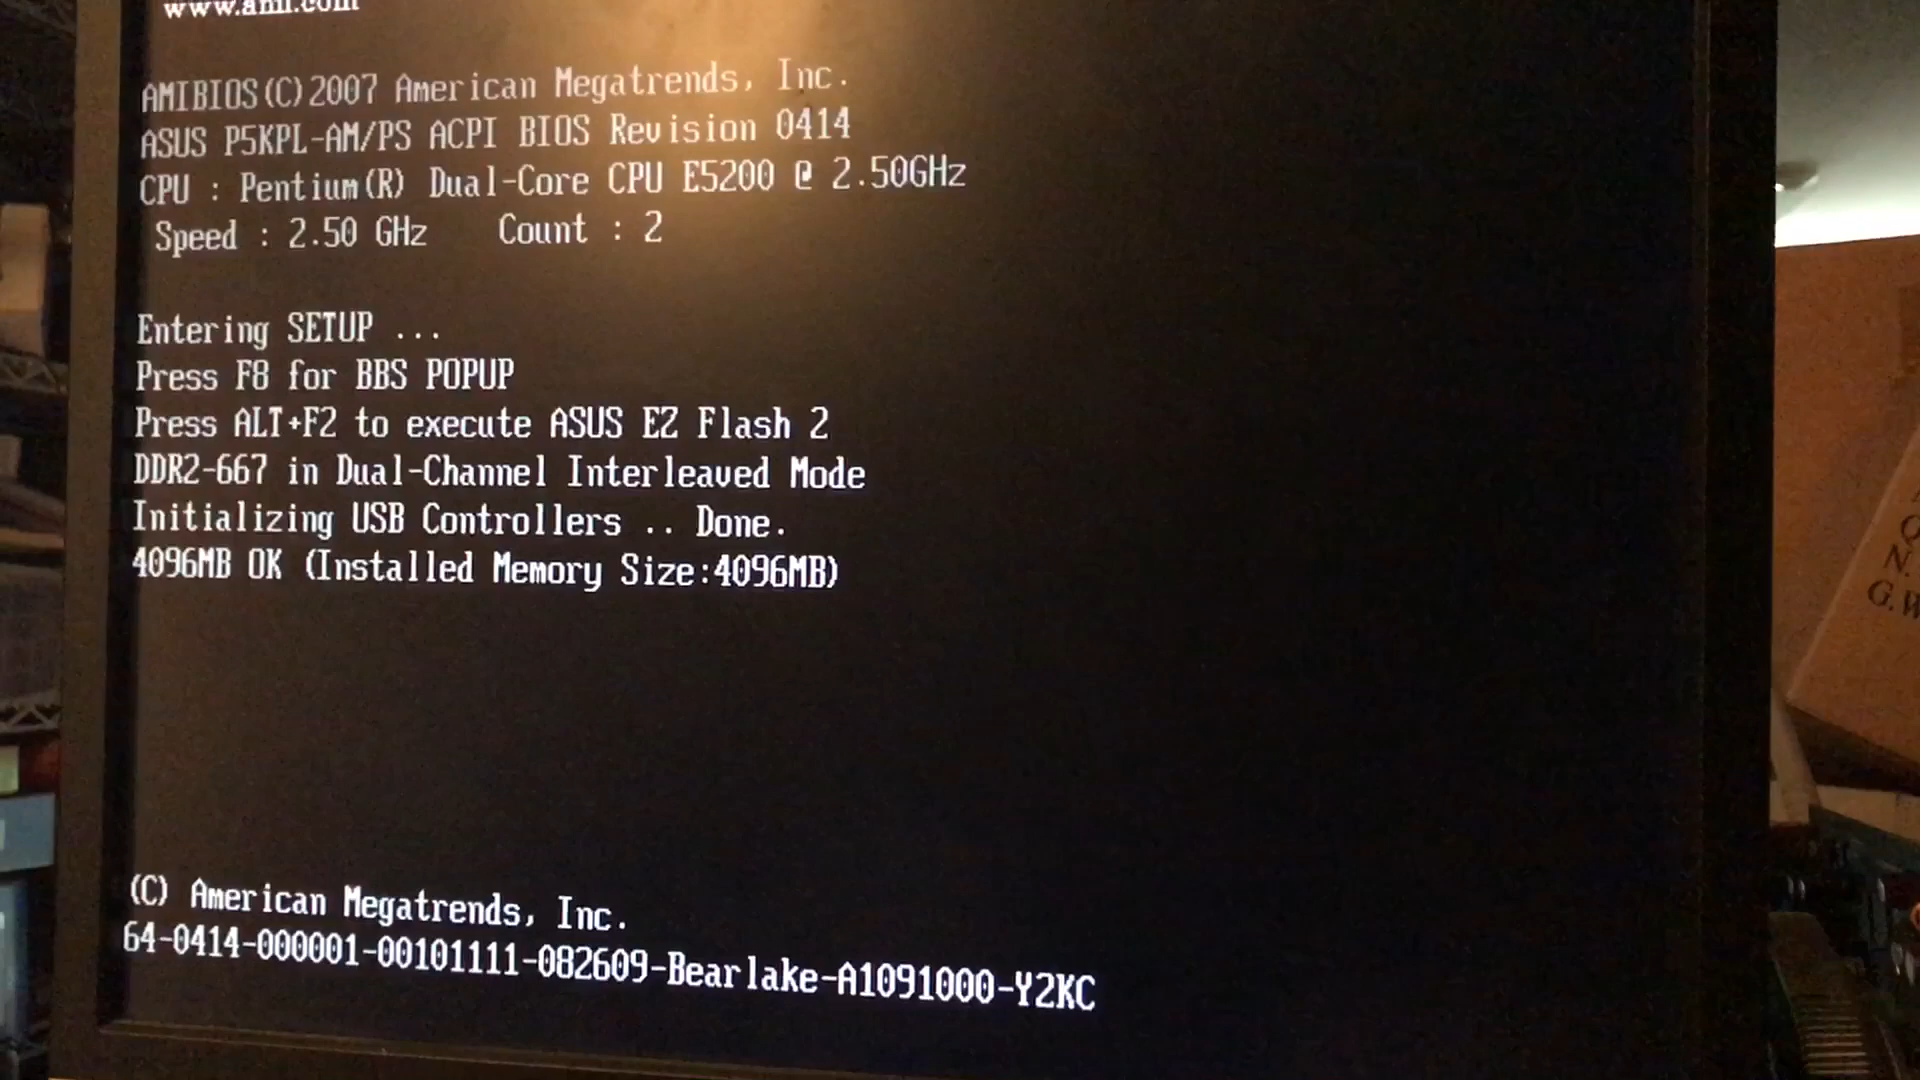 www.ami.com
AMIBIOS(C)2007 American Megatrends, Inc.
ASUS P5KPL-AM/PS ACPI BIOS Revision 0414
CPU : Pentium(R) Dual-Core CPU E5200 @ 2.50GHz
Speed : 2.50 GHz Count : 2
Entering SETUP ...
Press F8 for BBS POPUP
Press ALT+F2 to execute ASUS EZ Flash 2
DDR2-667 in Dual-Channel Interleaved Mode
Initializing USB Controllers .. Done.
4096MB OK (Installed Memory Size:4096MB)
(C) American Megatrends, Inc.
64-0414-000001-00101111-082609-Bearlake-A1091000-Y2KC
N.
G.